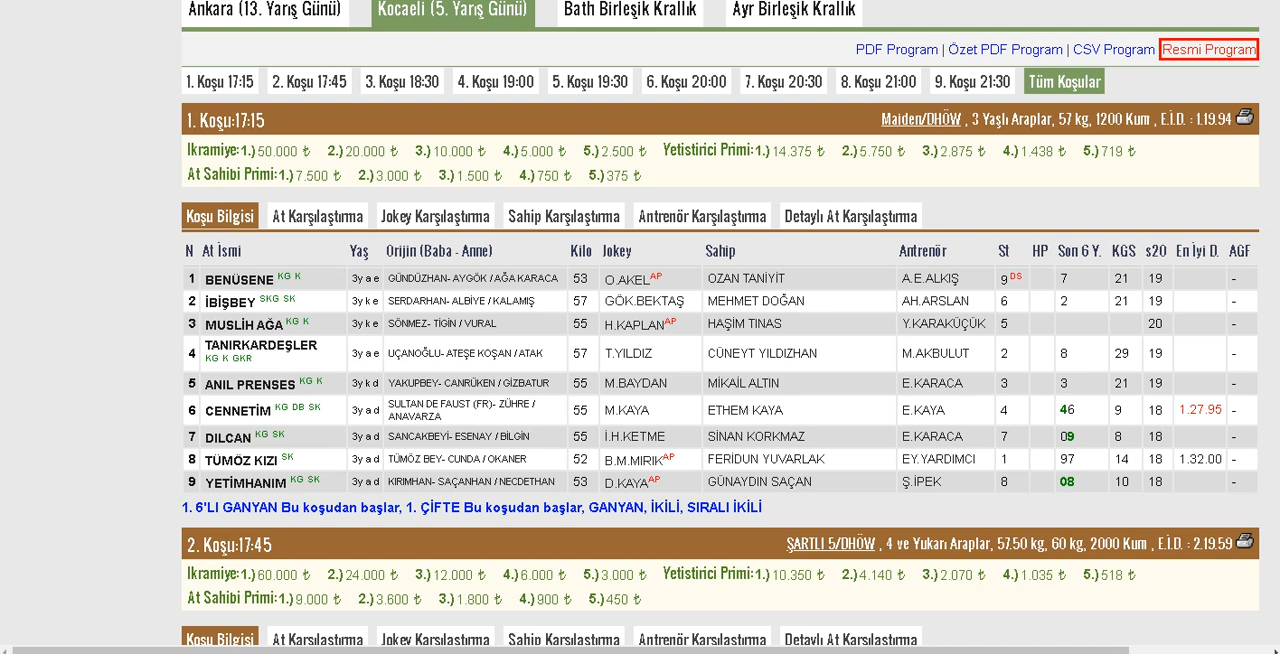 Ankara (13. Yarış Günü) Kocaeli (5. Yarış Günü) Bath Birleşik Krallık Ayr Birleşik Krallık
PDF Program | Özet PDF Program | CSV Program Resmi Program
1. Koşu 17:15 2. Koşu 17:45 3. Koşu 18:30 4. Koşu 19:00 5. Koşu 19:30 6. Koşu 20:00 7. Koşu 20:30 8. Koşu 21:00 9. Koşu 21:30 Tüm Koşular
1. Koşu:17:15 Maiden/DHÖW , 3 Yaşlı Araplar, 57 kg, 1200 Kum , E.İ.D. : 1.19.94
Ikramiye:1.)50.000 ₺ 2.)20.000 ₺ 3.)10.000 ₺ 4.)5.000 ₺ 5.)2.500 ₺ Yetistirici Primi:1.)14.375 ₺ 2.)5.750 ₺ 3.)2.875 ₺ 4.)1.438 ₺ 5.)719 ₺
At Sahibi Primi:1.)7.500 ₺ 2.)3.000 ₺ 3.)1.500 ₺ 4.)750 ₺ 5.)375 ₺
Koşu Bilgisi At Karşılaştırma Jokey Karşılaştırma Sahip Karşılaştırma Antrenör Karşılaştırma Detaylı At Karşılaştırma
N At İsmi Yaş Orijin (Baba - Anne) Kilo Jokey Sahip Antrenör St HP Son 6 Y. KGS s20 En İyi D. AGF
1 BENÜSENE KG K 3y a e GÜNDÜZHAN- AYGÖK / AĞA KARACA 53 O.AKEL AP OZAN TANİYİT A.E.ALKIŞ 9 DS 7 21 19 -
2 İBİŞBEY SKG SK 3y k e SERDARHAN- ALBİYE / KALAMIŞ 57 GÖK.BEKTAŞ MEHMET DOĞAN AH.ARSLAN 6 2 21 19 -
3 MUSLİH AĞA KG K 3y k e SÖNMEZ- TİGİN / VURAL 55 H.KAPLAN AP HAŞİM TINAS Y.KARAKÜÇÜK 5 20 -
4 TANIRKARDEŞLER KG K GKR 3y a e UÇANOĞLU- ATEŞE KOŞAN / ATAK 57 T.YILDIZ CÜNEYT YILDIZHAN M.AKBULUT 2 8 29 19 -
5 ANIL PRENSES KG K 3y k d YAKUPBEY- CANRÜKEN / GİZBATUR 55 M.BAYDAN MİKAİL ALTIN E.KARACA 3 3 21 19 -
6 CENNETİM KG DB SK 3y a d SULTAN DE FAUST (FR)- ZÜHRE / ANAVARZA 55 M.KAYA ETHEM KAYA E.KAYA 4 46 9 18 1.27.95 -
7 DILCAN KG SK 3y a d SANCAKBEYİ- ESENAY / BİLGİN 55 İ.H.KETME SİNAN KORKMAZ E.KARACA 7 09 8 18 -
8 TÜMÖZ KIZI SK 3y a d TÜMÖZ BEY- CUNDA / OKANER 52 B.M.MIRIK AP FERİDUN YUVARLAK EY.YARDIMCI 1 97 14 18 1.32.00 -
9 YETİMHANIM KG SK 3y a d KIRIMHAN- SAÇANHAN / NECDETHAN 53 D.KAYA AP GÜNAYDIN SAÇAN Ş.İPEK 8 08 10 18 -
1. 6'LI GANYAN Bu koşudan başlar, 1. ÇİFTE Bu koşudan başlar, GANYAN, İKİLİ, SIRALI İKİLİ
2. Koşu:17:45 ŞARTLI 5/DHÖW , 4 ve Yukarı Araplar, 57.50 kg, 60 kg, 2000 Kum , E.İ.D. : 2.19.59
Ikramiye:1.)60.000 ₺ 2.)24.000 ₺ 3.)12.000 ₺ 4.)6.000 ₺ 5.)3.000 ₺ Yetistirici Primi:1.)10.350 ₺ 2.)4.140 ₺ 3.)2.070 ₺ 4.)1.035 ₺ 5.)518 ₺
At Sahibi Primi:1.)9.000 ₺ 2.)3.600 ₺ 3.)1.800 ₺ 4.)900 ₺ 5.)450 ₺
Koşu Bilgisi At Karşılaştırma Jokey Karşılaştırma Sahip Karşılaştırma Antrenör Karşılaştırma Detaylı At Karşılaştırma